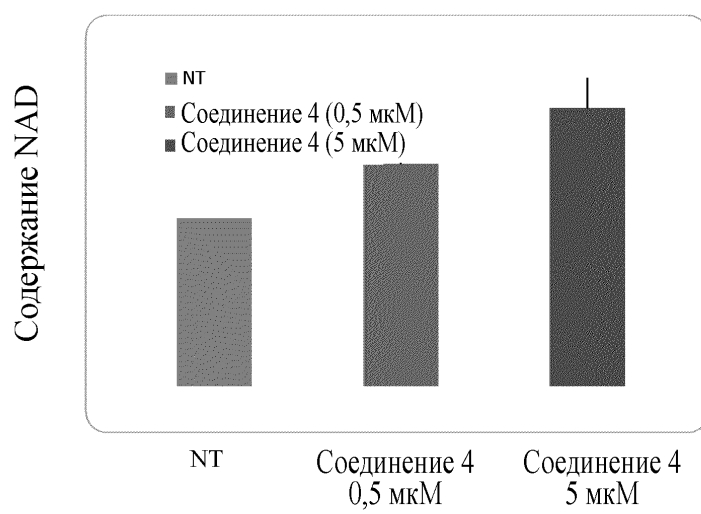 Содержание NAD
NT
Соединение 4 (0,5 мкМ)
Соединение 4 (5 мкМ)
NT
Соединение 4
0,5 мкМ
Соединение 4
5 мкМ